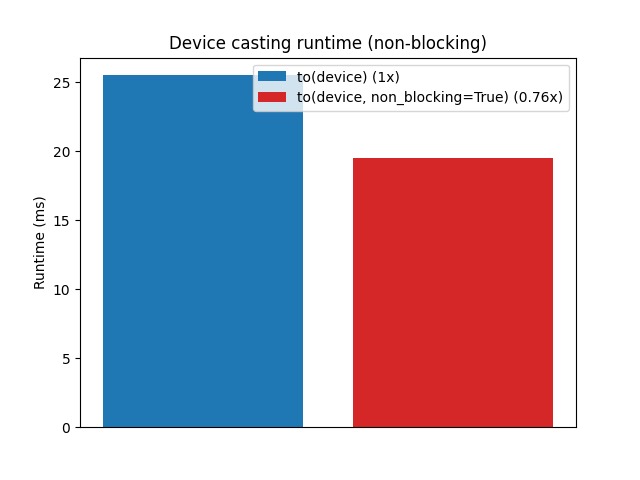 Device casting runtime (non-blocking)
to(device) (1x)
to(device, non_blocking=True) (0.76x)
Runtime (ms)
25
20
15
10
5
0